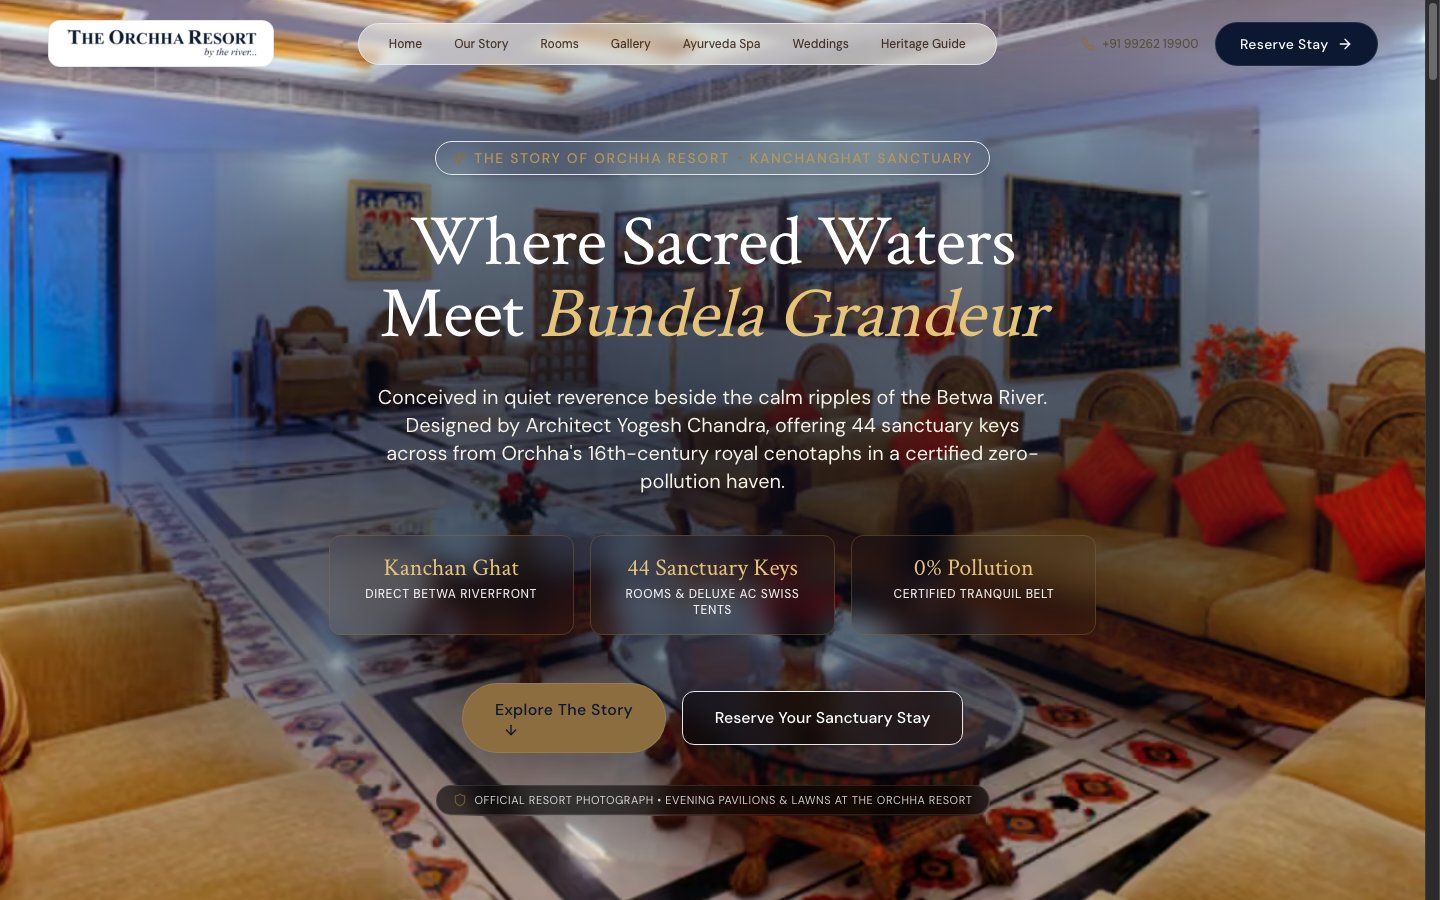 THE ORCHHA RESORT
by the river...
Home
Our Story
Rooms
Gallery
Ayurveda Spa
Weddings
Heritage Guide
+91 99262 19900
Reserve Stay →
THE STORY OF ORCHHA RESORT • KANCHANGHAT SANCTUARY
Where Sacred Waters
Meet Bundela Grandeur
Conceived in quiet reverence beside the calm ripples of the Betwa River.
Designed by Architect Yogesh Chandra, offering 44 sanctuary keys
across from Orchha's 16th-century royal cenotaphs in a certified zero-
pollution haven.
Kanchan Ghat
DIRECT BETWA RIVERFRONT
44 Sanctuary Keys
ROOMS & DELUXE AC SWISS
TENTS
0% Pollution
CERTIFIED TRANQUIL BELT
Explore The Story
↓
Reserve Your Sanctuary Stay
OFFICIAL RESORT PHOTOGRAPH • EVENING PAVILIONS & LAWNS AT THE ORCHHA RESORT